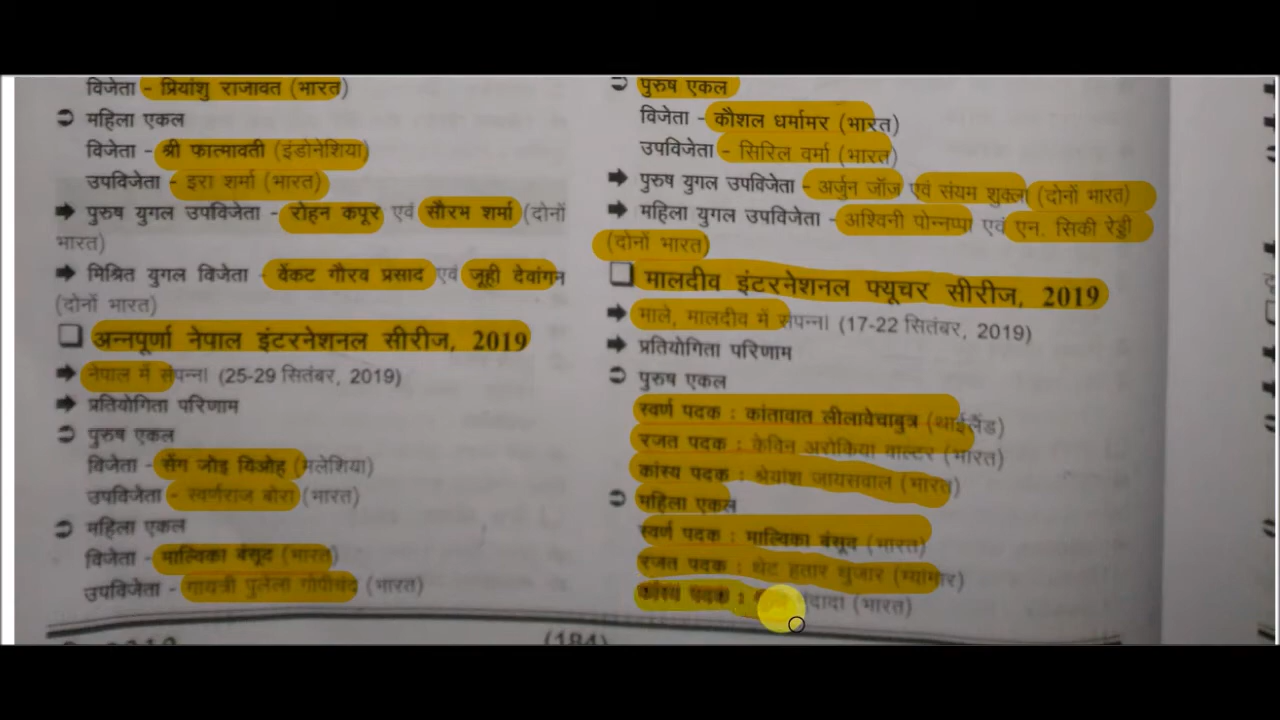 विजेता - प्रियांशु राजावत (भारत)
➲ महिला एकल
विजेता - श्री फात्मावती (इंडोनेशिया)
उपविजेता - इरा शर्मा (भारत)
➡ पुरुष युगल उपविजेता - रोहन कपूर एवं सौरभ शर्मा (दोनों
भारत)
➡ मिश्रित युगल विजेता - वेंकट गौरव प्रसाद एवं जूही देवांगन
(दोनों भारत)
❑ अन्नपूर्णा नेपाल इंटरनेशनल सीरीज, 2019
➡ नेपाल में संपन्न। (25-29 सितंबर, 2019)
➡ प्रतियोगिता परिणाम
➲ पुरुष एकल
विजेता - सेंग जोइ यिओह (मलेशिया)
उपविजेता - स्वर्णराज बोरा (भारत)
➲ महिला एकल
विजेता - माल्विका बंसूद (भारत)
उपविजेता - गायत्री पुलेला गोपीचंद (भारत)
➲ पुरुष एकल
विजेता - कौशल धर्मामर (भारत)
उपविजेता - सिरिल वर्मा (भारत)
➡ पुरुष युगल उपविजेता - अर्जुन जॉज एवं संयम शुक्ला (दोनों भारत)
➡ महिला युगल उपविजेता - अश्विनी पोन्नप्पा एवं एन. सिकी रेड्डी
(दोनों भारत)
❑ मालदीव इंटरनेशनल फ्यूचर सीरीज, 2019
➡ माले, मालदीव में संपन्न। (17-22 सितंबर, 2019)
➡ प्रतियोगिता परिणाम
➲ पुरुष एकल
स्वर्ण पदक : कांतावात लीलावेचाबुत्र (थाईलैंड)
रजत पदक : केविन अरोकिया वाल्टर (भारत)
कांस्य पदक : श्रेयांश जायसवाल (भारत)
➲ महिला एकल
स्वर्ण पदक : माल्विका बंसूद (भारत)
रजत पदक : थेट हतार थुजार (म्यांमार)
कांस्य पदक : (भारत)
(184)